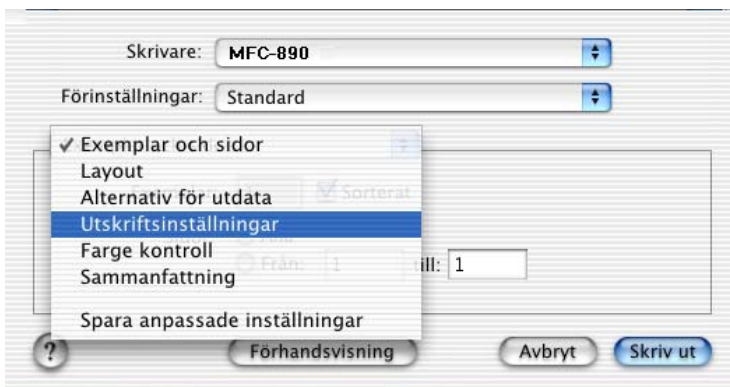 Skrivare: MFC-890
Förinställningar: Standard
✓ Exemplar och sidor
Layout
Alternativ för utdata
Sorterat
Utskriftsinställningar
Farge kontroll
Från: 1 till: 1
Sammanfattning
Spara anpassade inställningar
? Förhandsvisning Avbryt Skriv ut